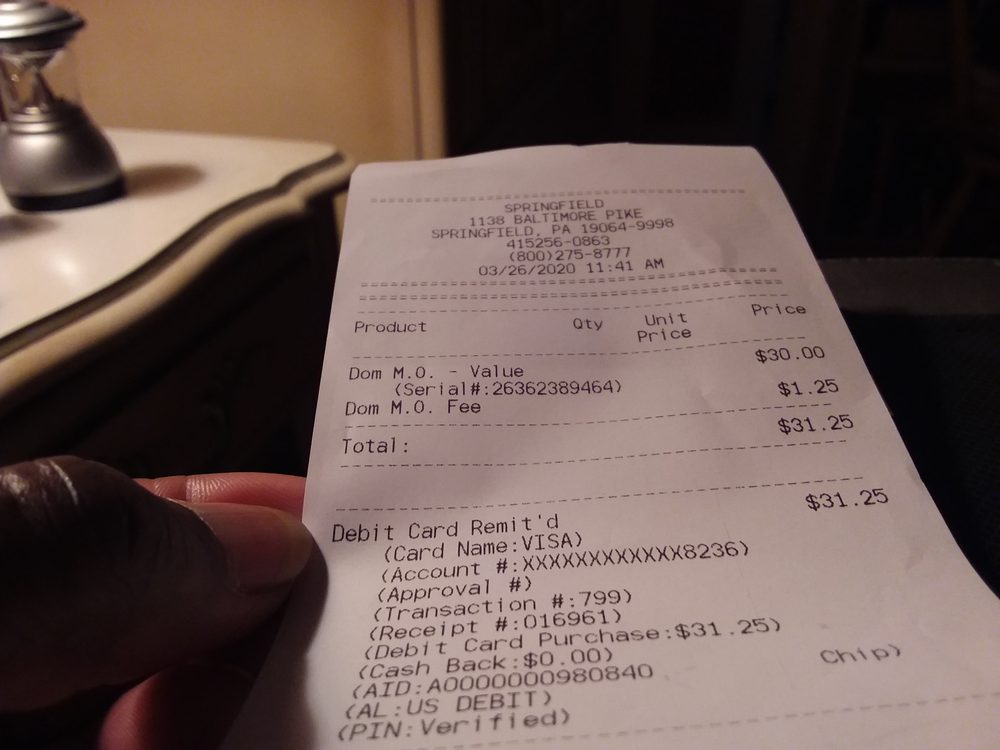 SPRINGFIELD
1138 BALTIMORE PIKE
SPRINGFIELD, PA 19064-9998
415256-0863
(800)275-8777
03/26/2020 11:41 AM
Product Qty Unit Price
Price
Dom M.O. - Value $30.00
(Serial#:26362389464)
Dom M.O. Fee $1.25
Total: $31.25
Debit Card Remit'd $31.25
(Card Name:VISA)
(Account #:XXXXXXXXXXXX8236)
(Approval #)
(Transaction #:799)
(Receipt #:016961)
(Debit Card Purchase:$31.25)
(Cash Back:$0.00)
(AID:A0000000980840 Chip)
(AL:US DEBIT)
(PIN:Verified)